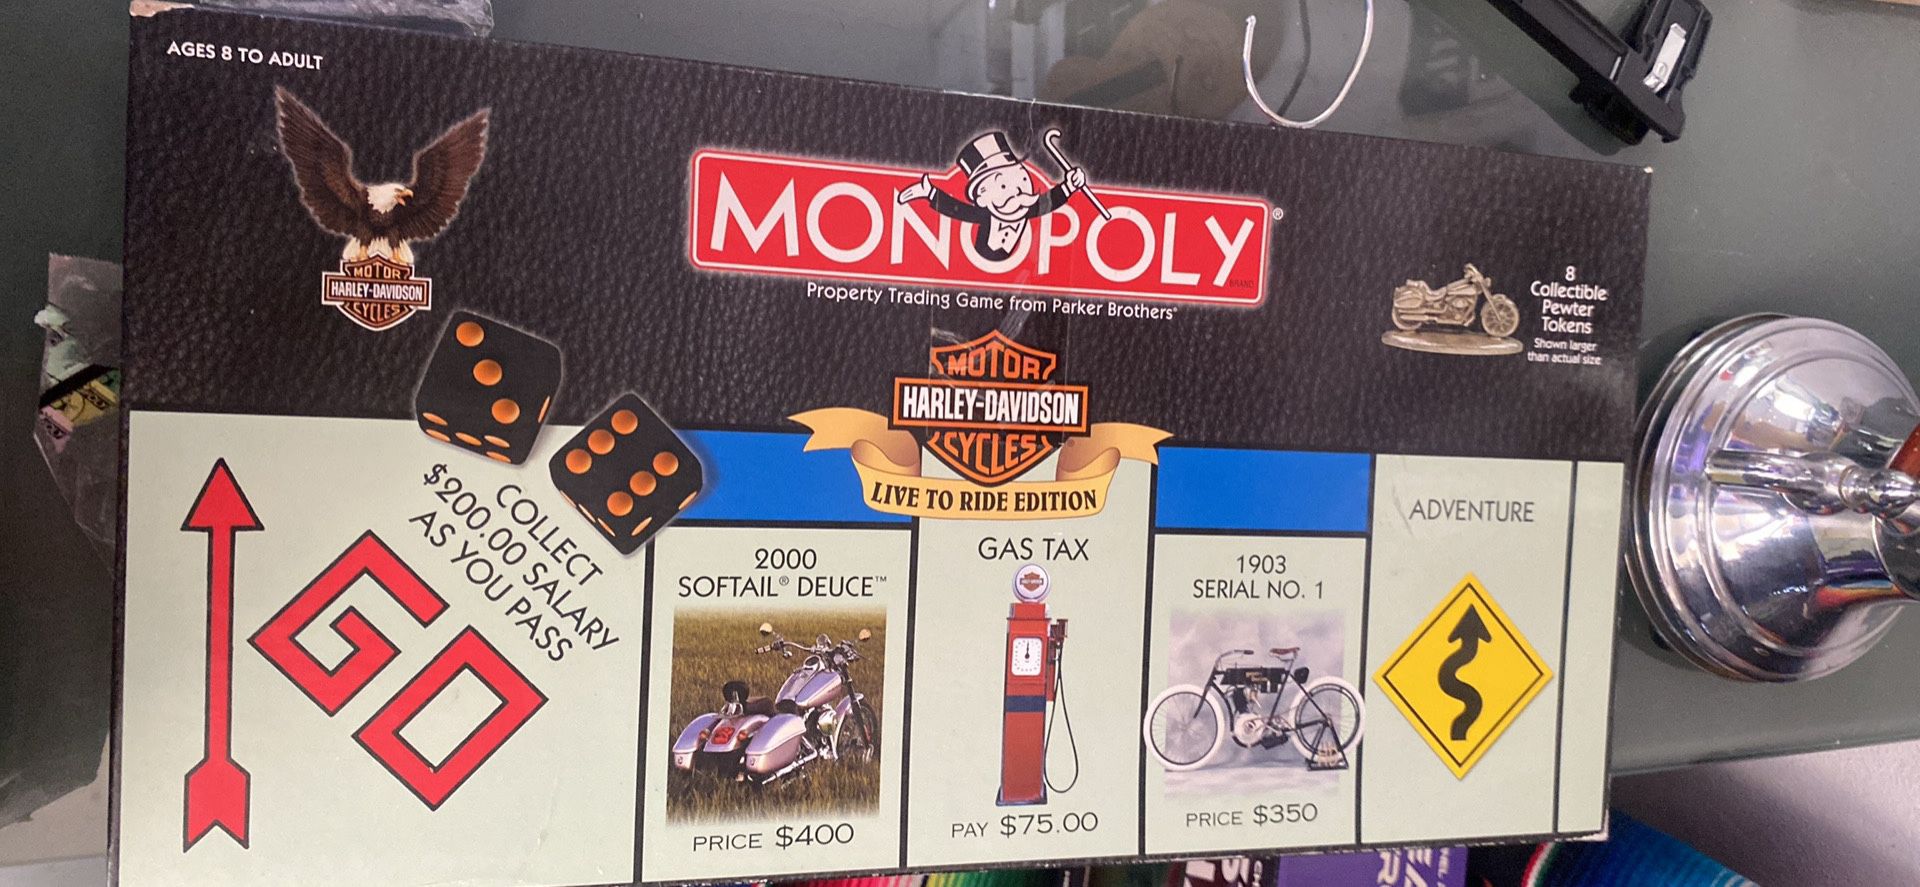 AGES 8 TO ADULT
MOTOR
HARLEY-DAVIDSON
CYCLES
MONOPOLY®
BRAND
Property Trading Game from Parker Brothers®
8
Collectible
Pewter
Tokens
Shown larger
than actual size
MOTOR
HARLEY-DAVIDSON
CYCLES
LIVE TO RIDE EDITION
COLLECT
$200.00 SALARY
AS YOU PASS
GO
2000
SOFTAIL® DEUCE™
PRICE $400
GAS TAX
PAY $75.00
1903
SERIAL NO. 1
PRICE $350
ADVENTURE